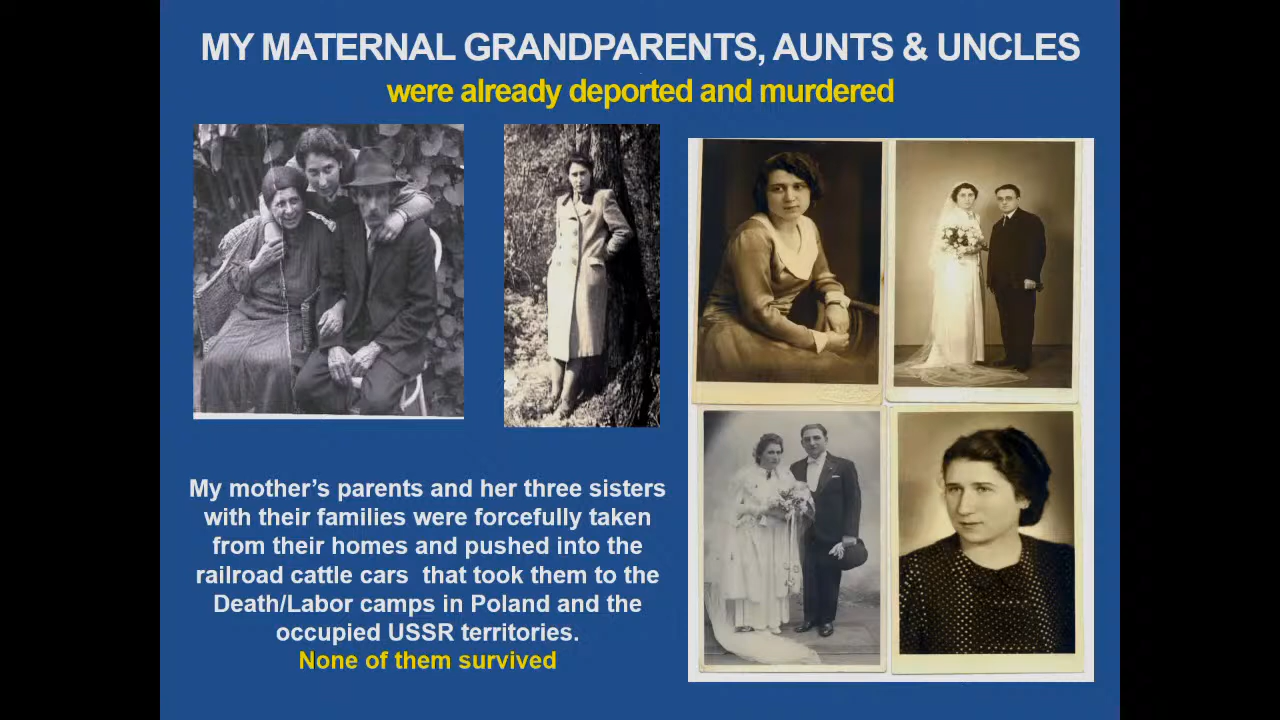 MY MATERNAL GRANDPARENTS, AUNTS & UNCLES
were already deported and murdered
My mother's parents and her three sisters
with their families were forcefully taken
from their homes and pushed into the
railroad cattle cars that took them to the
Death/Labor camps in Poland and the
occupied USSR territories.
None of them survived